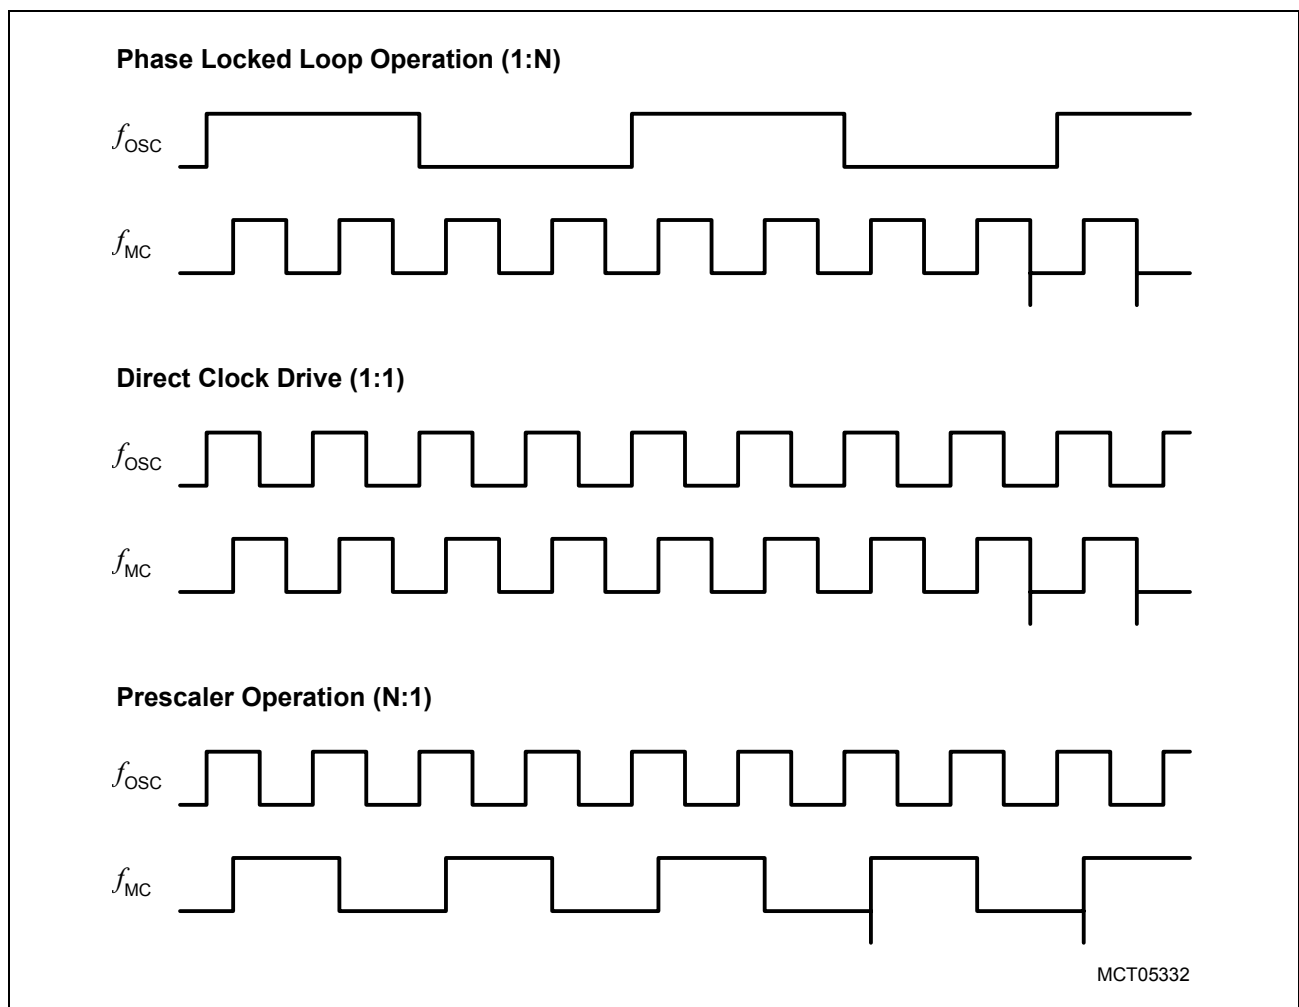 Phase Locked Loop Operation (1:N)
fOSC
fMC
Direct Clock Drive (1:1)
fOSC
fMC
Prescaler Operation (N:1)
fOSC
fMC
MCT05332